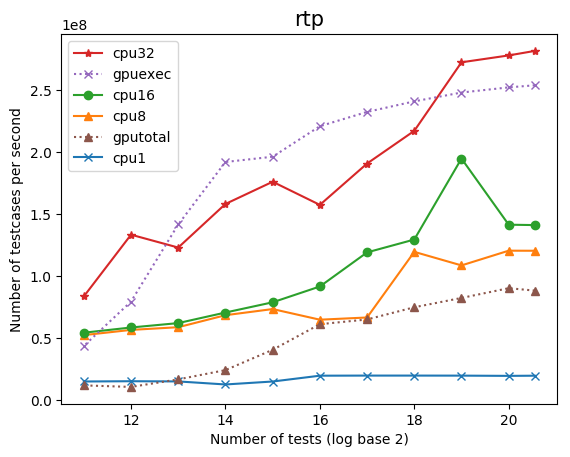 rtp
1e8
cpu32
gpuexec
cpu16
cpu8
gputotal
cpu1
2.5
2.0
1.5
1.0
0.5
0.0
Number of testcases per second
12
14
16
18
20
Number of tests (log base 2)